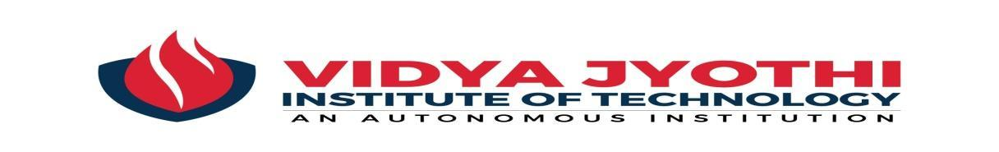 VIDYA JYOTHI
INSTITUTE OF TECHNOLOGY
AN AUTONOMOUS INSTITUTION